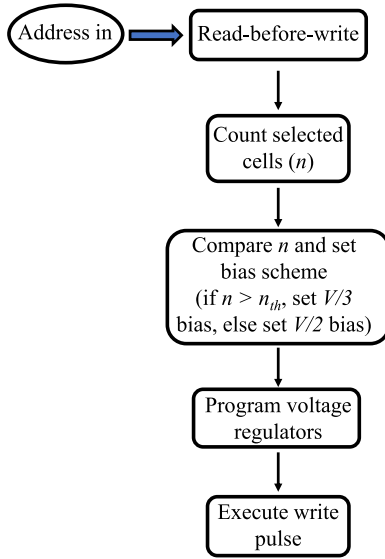 Address in
Read-before-write
Count selected
cells (n)
Compare n and set
bias scheme
(if n > nth, set V/3
bias, else set V/2 bias)
Program voltage
regulators
Execute write
pulse